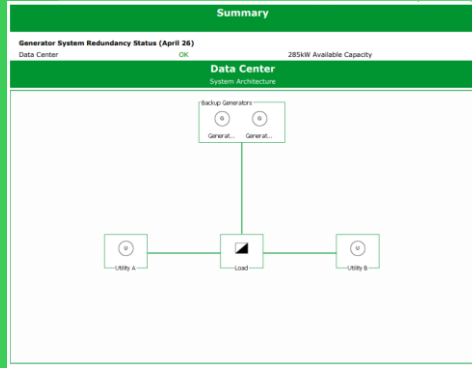 Summary
Generator System Redundancy Status (April 26)
Data Center OK 285kW Available Capacity
Data Center
System Architecture
Backup Generators
G G
Generat... Generat...
U U
Utility A Load Utility B